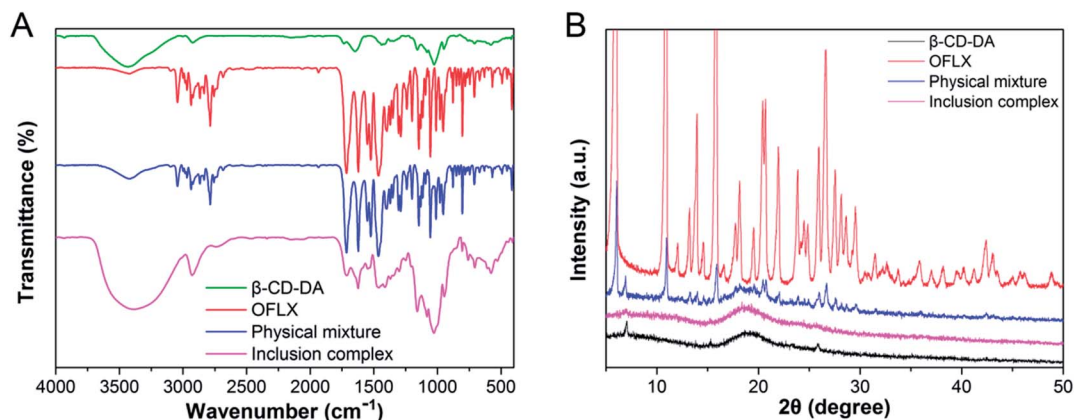 A
Transmittance (%)
β-CD-DA
OFLX
Physical mixture
Inclusion complex
4000 3500 3000 2500 2000 1500 1000 500
Wavenumber (cm⁻¹)
B
Intensity (a.u.)
β-CD-DA
OFLX
Physical mixture
Inclusion complex
10 20 30 40 50
2θ (degree)